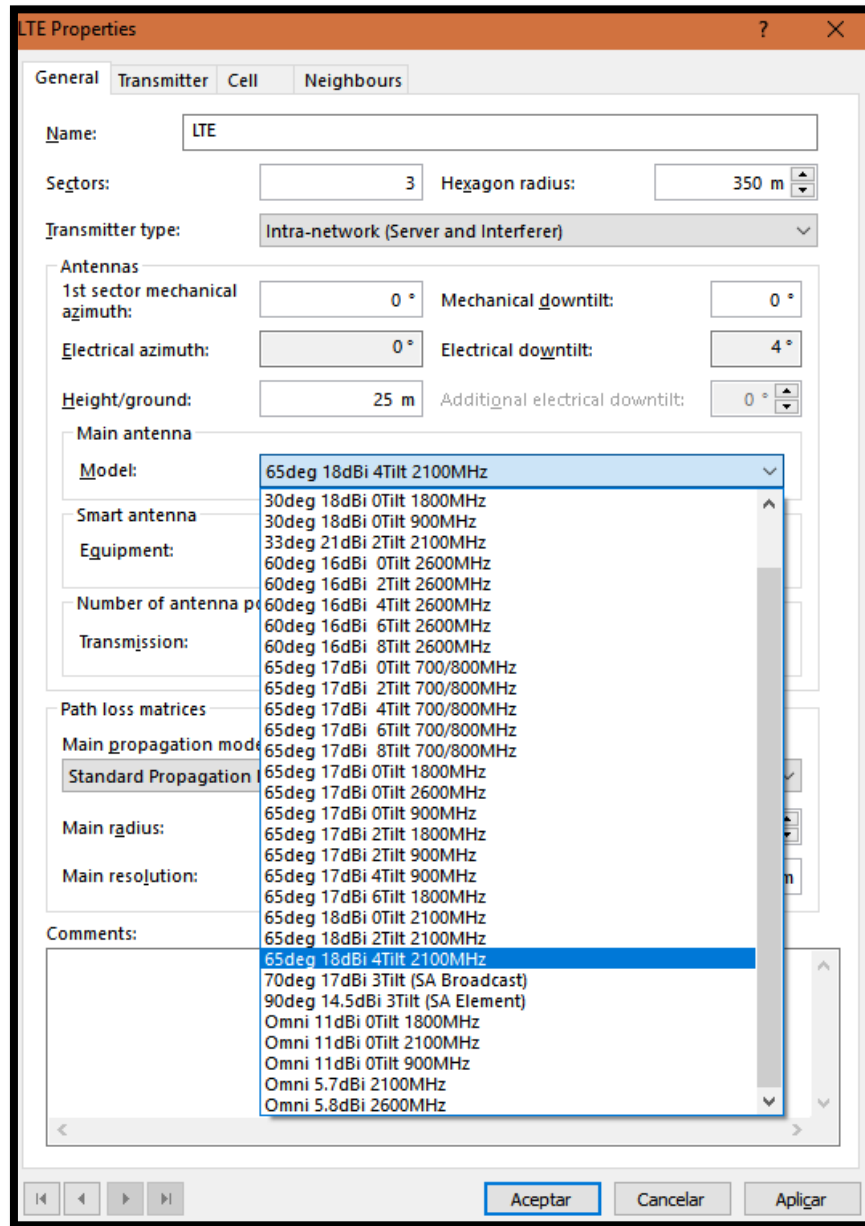 LTE Properties
?
General Transmitter Cell Neighbours
Name: LTE
Sectors: 3 Hexagon radius: 350 m
Transmitter type: Intra-network (Server and Interferer)
Antennas
1st sector mechanical azimuth: 0 ° Mechanical downtilt: 0 °
Electrical azimuth: 0 ° Electrical downtilt: 4 °
Height/ground: 25 m Additional electrical downtilt: 0 °
Main antenna
Model: 65deg 18dBi 4Tilt 2100MHz
30deg 18dBi 0Tilt 1800MHz
Smart antenna
30deg 18dBi 0Tilt 900MHz
33deg 21dBi 2Tilt 2100MHz
Equipment:
60deg 16dBi 0Tilt 2600MHz
60deg 16dBi 2Tilt 2600MHz
Number of antenna
60deg 16dBi 4Tilt 2600MHz
60deg 16dBi 6Tilt 2600MHz
Transmission:
60deg 16dBi 8Tilt 2600MHz
65deg 17dBi 0Tilt 700/800MHz
65deg 17dBi 2Tilt 700/800MHz
Path loss matrices
65deg 17dBi 4Tilt 700/800MHz
65deg 17dBi 6Tilt 700/800MHz
Main propagation
65deg 17dBi 8Tilt 700/800MHz
Standard Propagation
65deg 17dBi 0Tilt 1800MHz
65deg 17dBi 0Tilt 2600MHz
65deg 17dBi 0Tilt 900MHz
Main radius:
65deg 17dBi 2Tilt 1800MHz
65deg 17dBi 2Tilt 900MHz
Main resolution: m
65deg 17dBi 4Tilt 900MHz
65deg 17dBi 6Tilt 1800MHz
65deg 18dBi 0Tilt 2100MHz
Comments:
65deg 18dBi 2Tilt 2100MHz
65deg 18dBi 4Tilt 2100MHz
70deg 17dBi 3Tilt (SA Broadcast)
90deg 14.5dBi 3Tilt (SA Element)
Omni 11dBi 0Tilt 1800MHz
Omni 11dBi 0Tilt 2100MHz
Omni 11dBi 0Tilt 900MHz
Omni 5.7dBi 2100MHz
Omni 5.8dBi 2600MHz
Aceptar Cancelar Aplicar